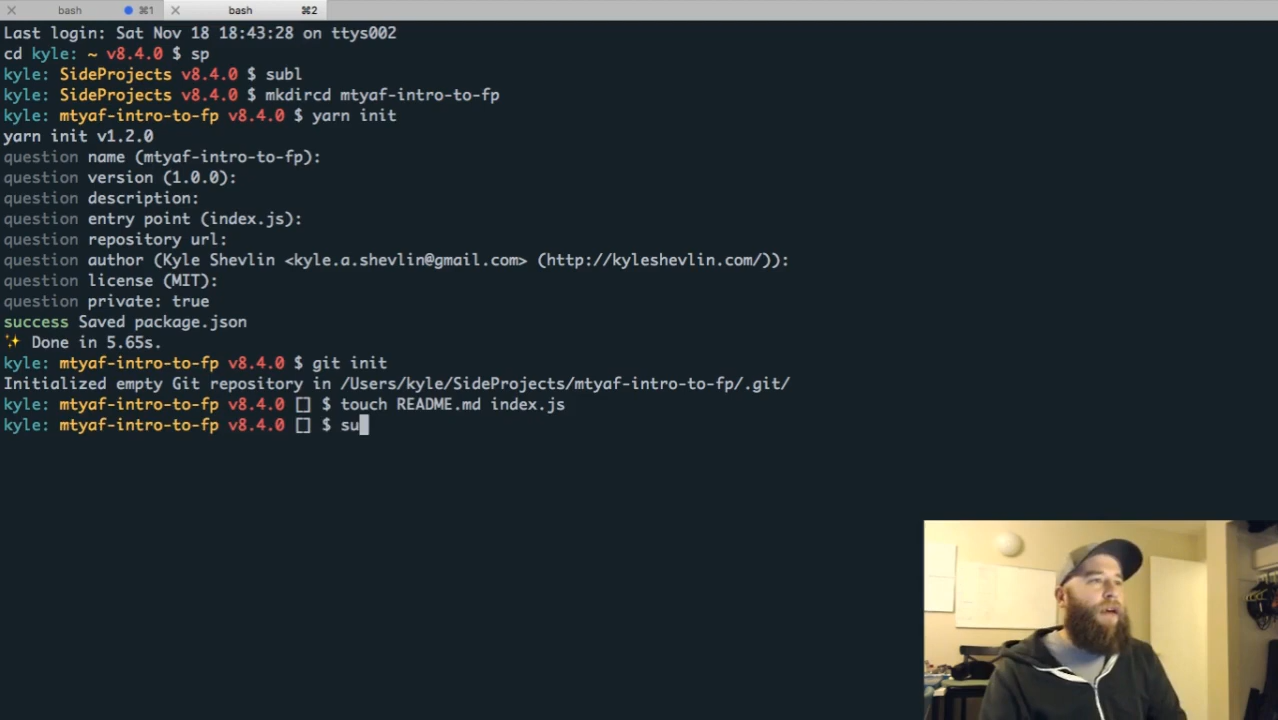 bash ⌘1 bash ⌘2
Last login: Sat Nov 18 18:43:28 on ttys002
cd kyle: ~ v8.4.0 $ sp
kyle: SideProjects v8.4.0 $ subl
kyle: SideProjects v8.4.0 $ mkdircd mtyaf-intro-to-fp
kyle: mtyaf-intro-to-fp v8.4.0 $ yarn init
yarn init v1.2.0
question name (mtyaf-intro-to-fp):
question version (1.0.0):
question description:
question entry point (index.js):
question repository url:
question author (Kyle Shevlin <kyle.a.shevlin@gmail.com> (http://kyleshevlin.com/)):
question license (MIT):
question private: true
success Saved package.json
✨ Done in 5.65s.
kyle: mtyaf-intro-to-fp v8.4.0 $ git init
Initialized empty Git repository in /Users/kyle/SideProjects/mtyaf-intro-to-fp/.git/
kyle: mtyaf-intro-to-fp v8.4.0 [] $ touch README.md index.js
kyle: mtyaf-intro-to-fp v8.4.0 [] $ su